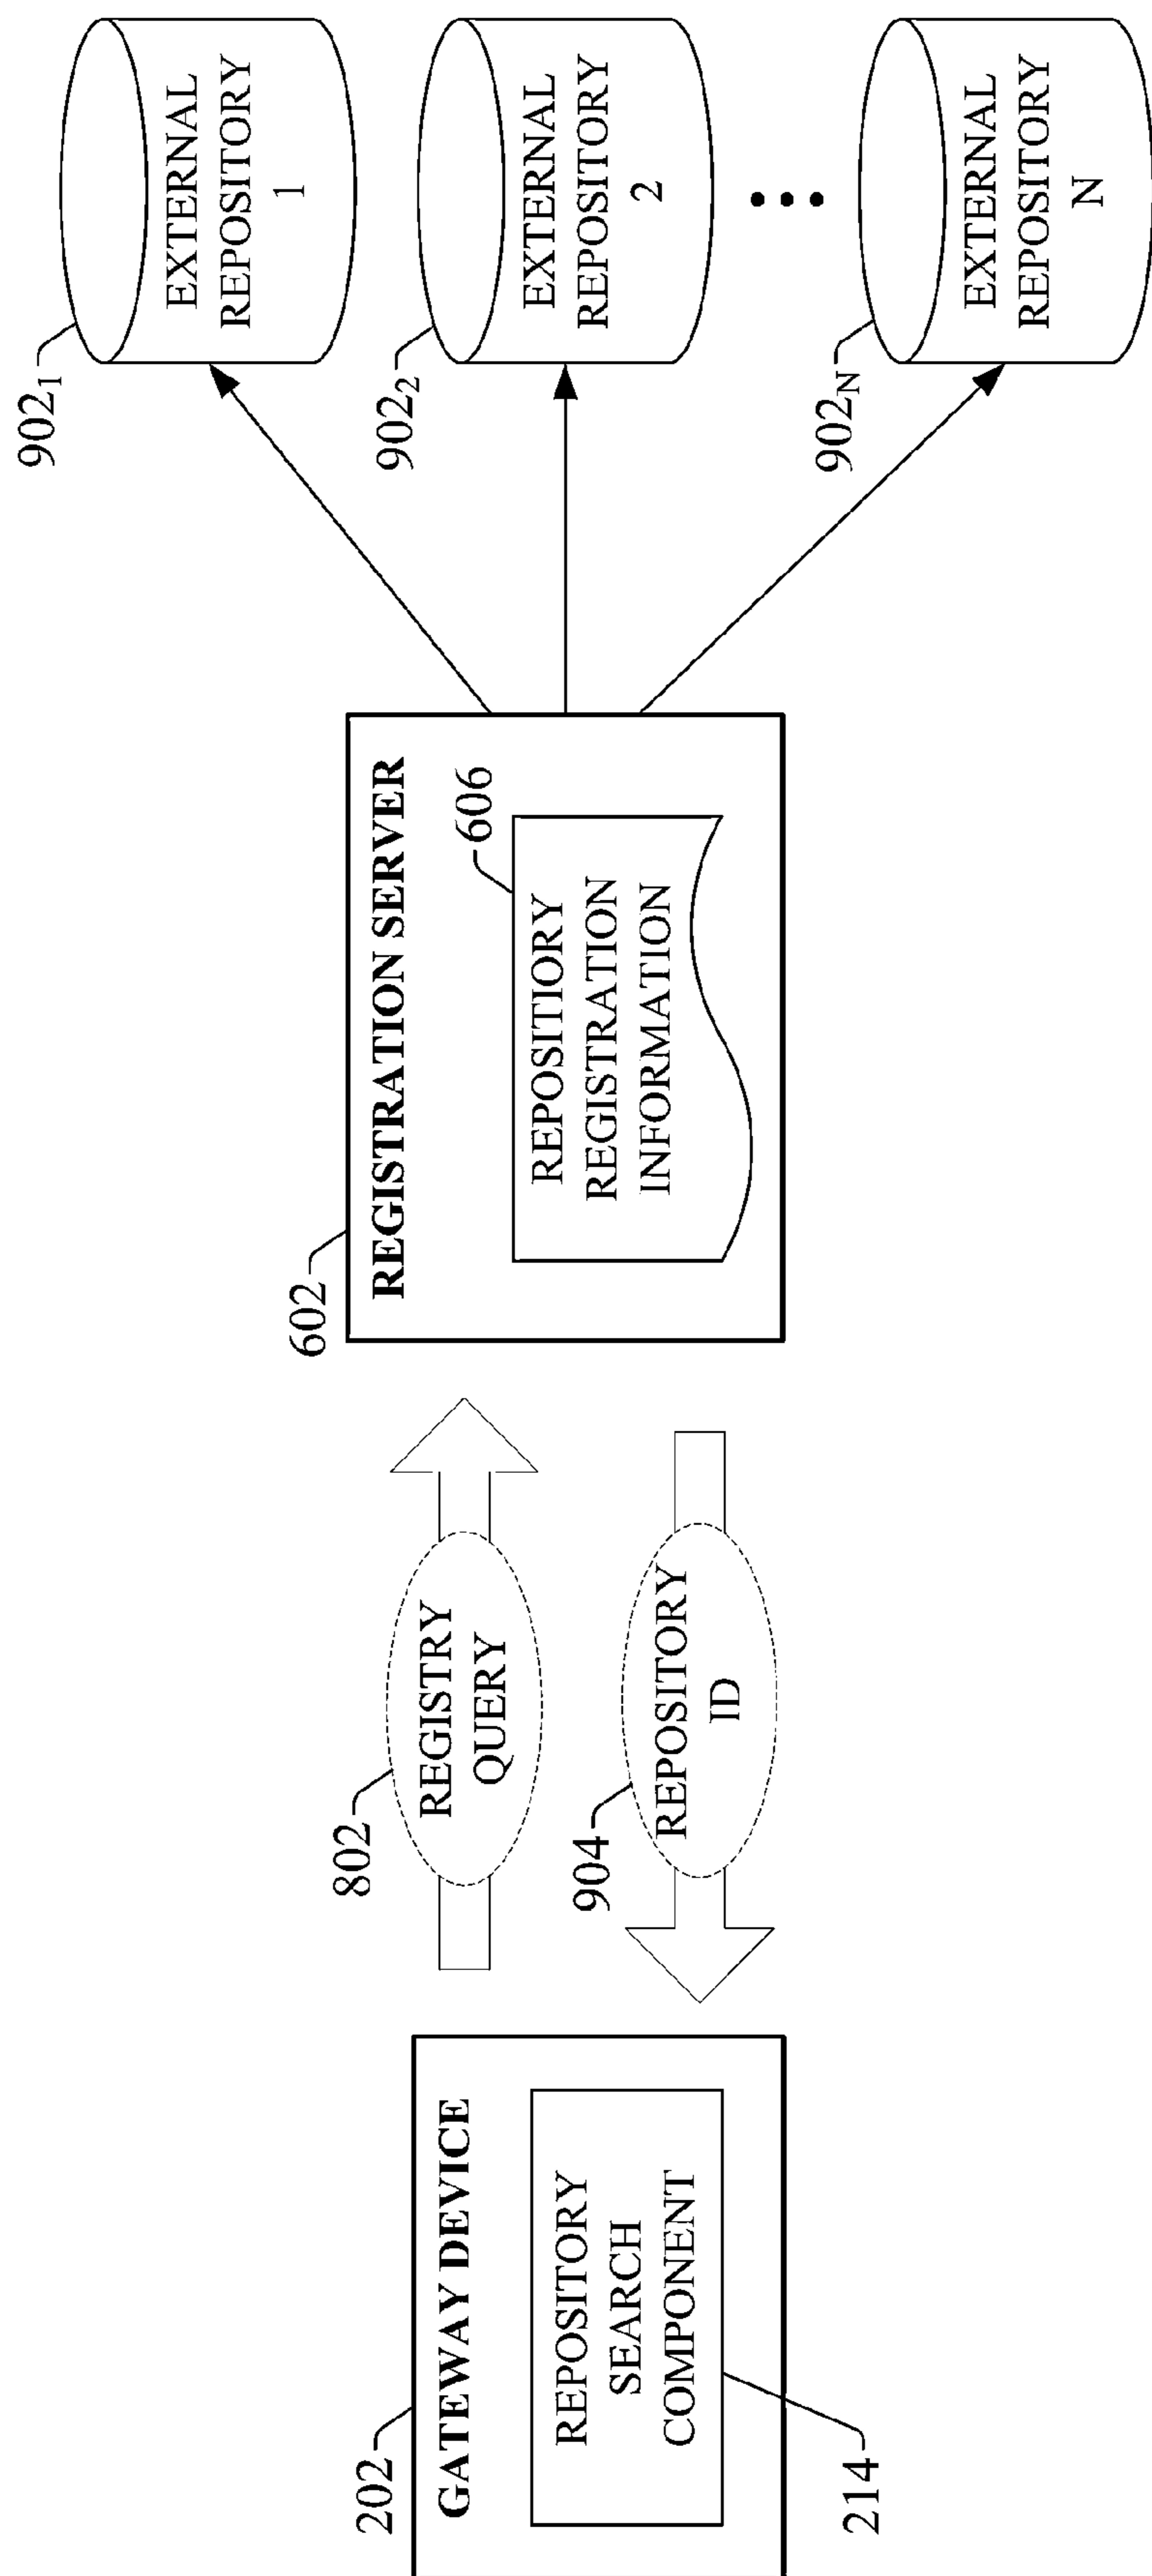 202
GATEWAY DEVICE
REPOSITORY
SEARCH
COMPONENT
214
802
REGISTRY
QUERY
904
REPOSITORY
ID
602
REGISTRATION SERVER
606
REPOSITIORY
REGISTRATION
INFORMATION
902₁
EXTERNAL
REPOSITORY
1
902₂
EXTERNAL
REPOSITORY
2
902_N
EXTERNAL
REPOSITORY
N